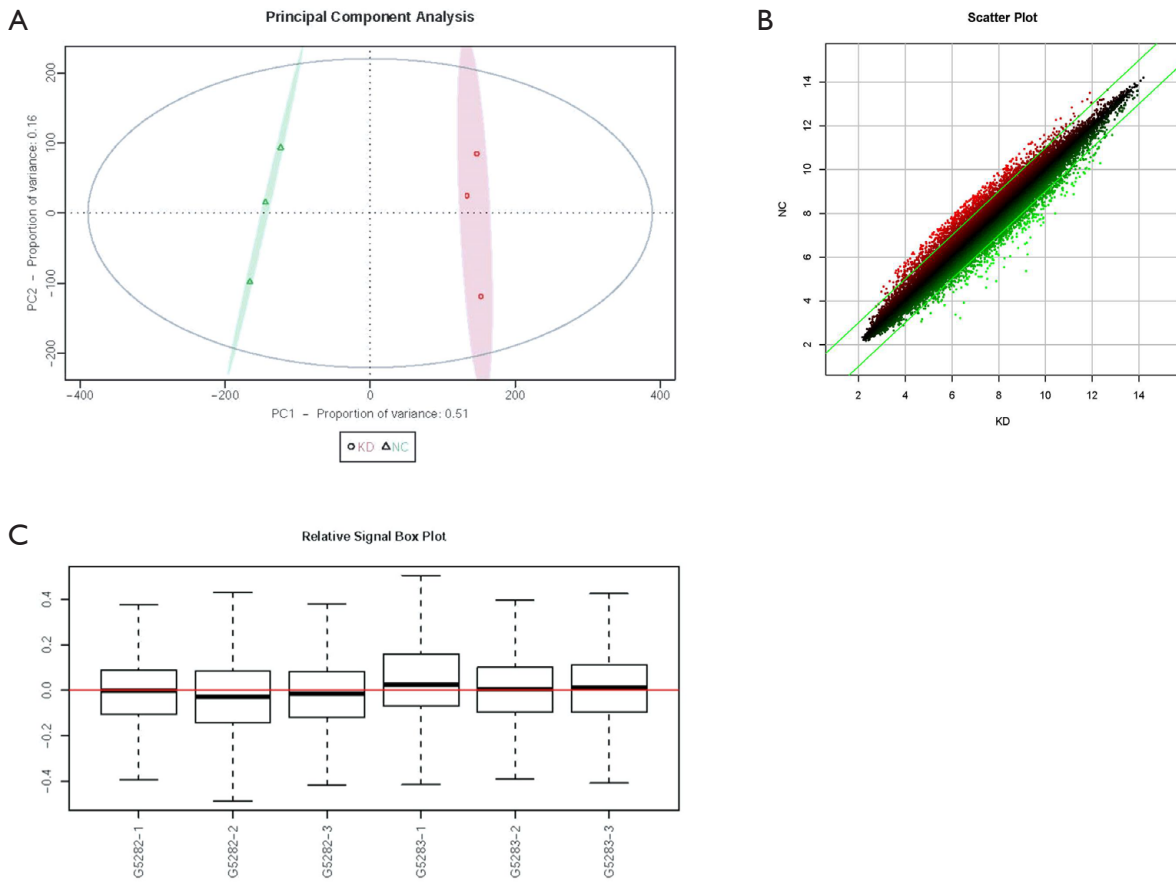 A
Principal Component Analysis
200
100
0
−100
−200
PC2 − Proportion of variance: 0.16
−400
−200
0
200
400
PC1 − Proportion of variance: 0.51
KD NC
B
Scatter Plot
14
12
10
8
6
4
2
NC
2 4 6 8 10 12 14
KD
C
Relative Signal Box Plot
0.4
0.2
0.0
−0.2
−0.4
G5282−1
G5282−2
G5282−3
G5283−1
G5283−2
G5283−3